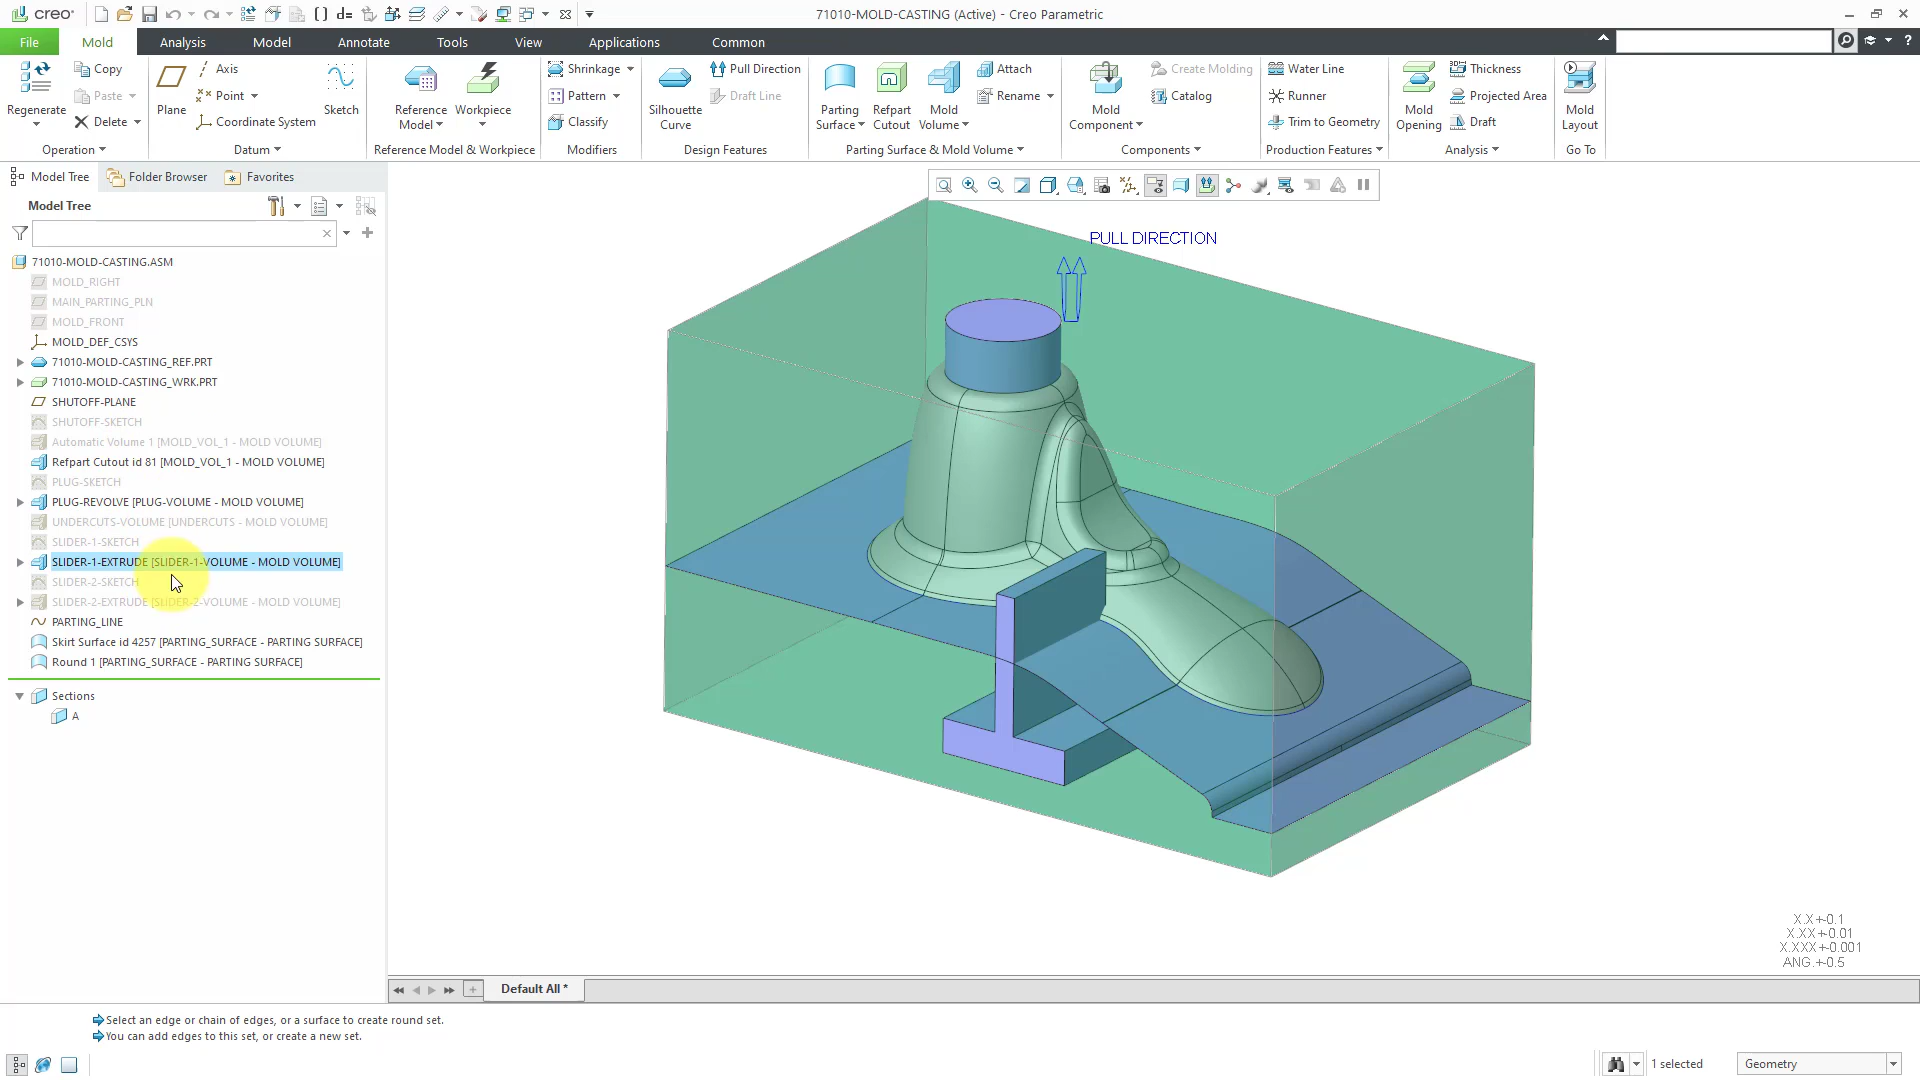 creo
71010-MOLD-CASTING (Active) - Creo Parametric
File Mold Analysis Model Annotate Tools View Applications Common
Regenerate
Copy
Paste
Delete
Operation
Plane
Axis
Point
Coordinate System
Sketch
Datum
Reference Model
Workpiece
Reference Model & Workpiece
Shrinkage
Pattern
Classify
Modifiers
Silhouette Curve
Pull Direction
Draft Line
Design Features
Parting Surface
Refpart Cutout
Mold Volume
Attach
Rename
Parting Surface & Mold Volume
Mold Component
Create Molding
Catalog
Components
Water Line
Runner
Trim to Geometry
Production Features
Mold Opening
Thickness
Projected Area
Draft
Analysis
Mold Layout
Go To
Model Tree Folder Browser Favorites
Model Tree
71010-MOLD-CASTING.ASM
MOLD_RIGHT
MAIN_PARTING_PLN
MOLD_FRONT
MOLD_DEF_CSYS
71010-MOLD-CASTING_REF.PRT
71010-MOLD-CASTING_WRK.PRT
SHUTOFF-PLANE
SHUTOFF-SKETCH
Automatic Volume 1 [MOLD_VOL_1 - MOLD VOLUME]
Refpart Cutout id 81 [MOLD_VOL_1 - MOLD VOLUME]
PLUG-SKETCH
PLUG-REVOLVE [PLUG-VOLUME - MOLD VOLUME]
UNDERCUTS-VOLUME [UNDERCUTS - MOLD VOLUME]
SLIDER-1-SKETCH
SLIDER-1-EXTRUDE [SLIDER-1-VOLUME - MOLD VOLUME]
SLIDER-2-SKETCH
SLIDER-2-EXTRUDE [SLIDER-2-VOLUME - MOLD VOLUME]
PARTING_LINE
Skirt Surface id 4257 [PARTING_SURFACE - PARTING SURFACE]
Round 1 [PARTING_SURFACE - PARTING SURFACE]
Sections
A
PULL DIRECTION
X.X+-0.1
X.XX+-0.01
X.XXX+-0.001
ANG.+-0.5
Default All *
Select an edge or chain of edges, or a surface to create round set.
You can add edges to this set, or create a new set.
1 selected
Geometry